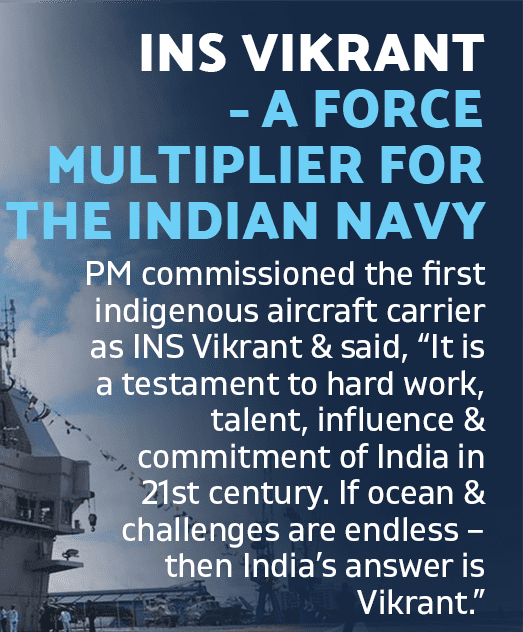 INS VIKRANT
- A FORCE
MULTIPLIER FOR
THE INDIAN NAVY
PM commissioned the first
indigenous aircraft carrier
as INS Vikrant & said, “It is
a testament to hard work,
talent, influence &
commitment of India in
21st century. If ocean &
challenges are endless –
then India’s answer is
Vikrant.”